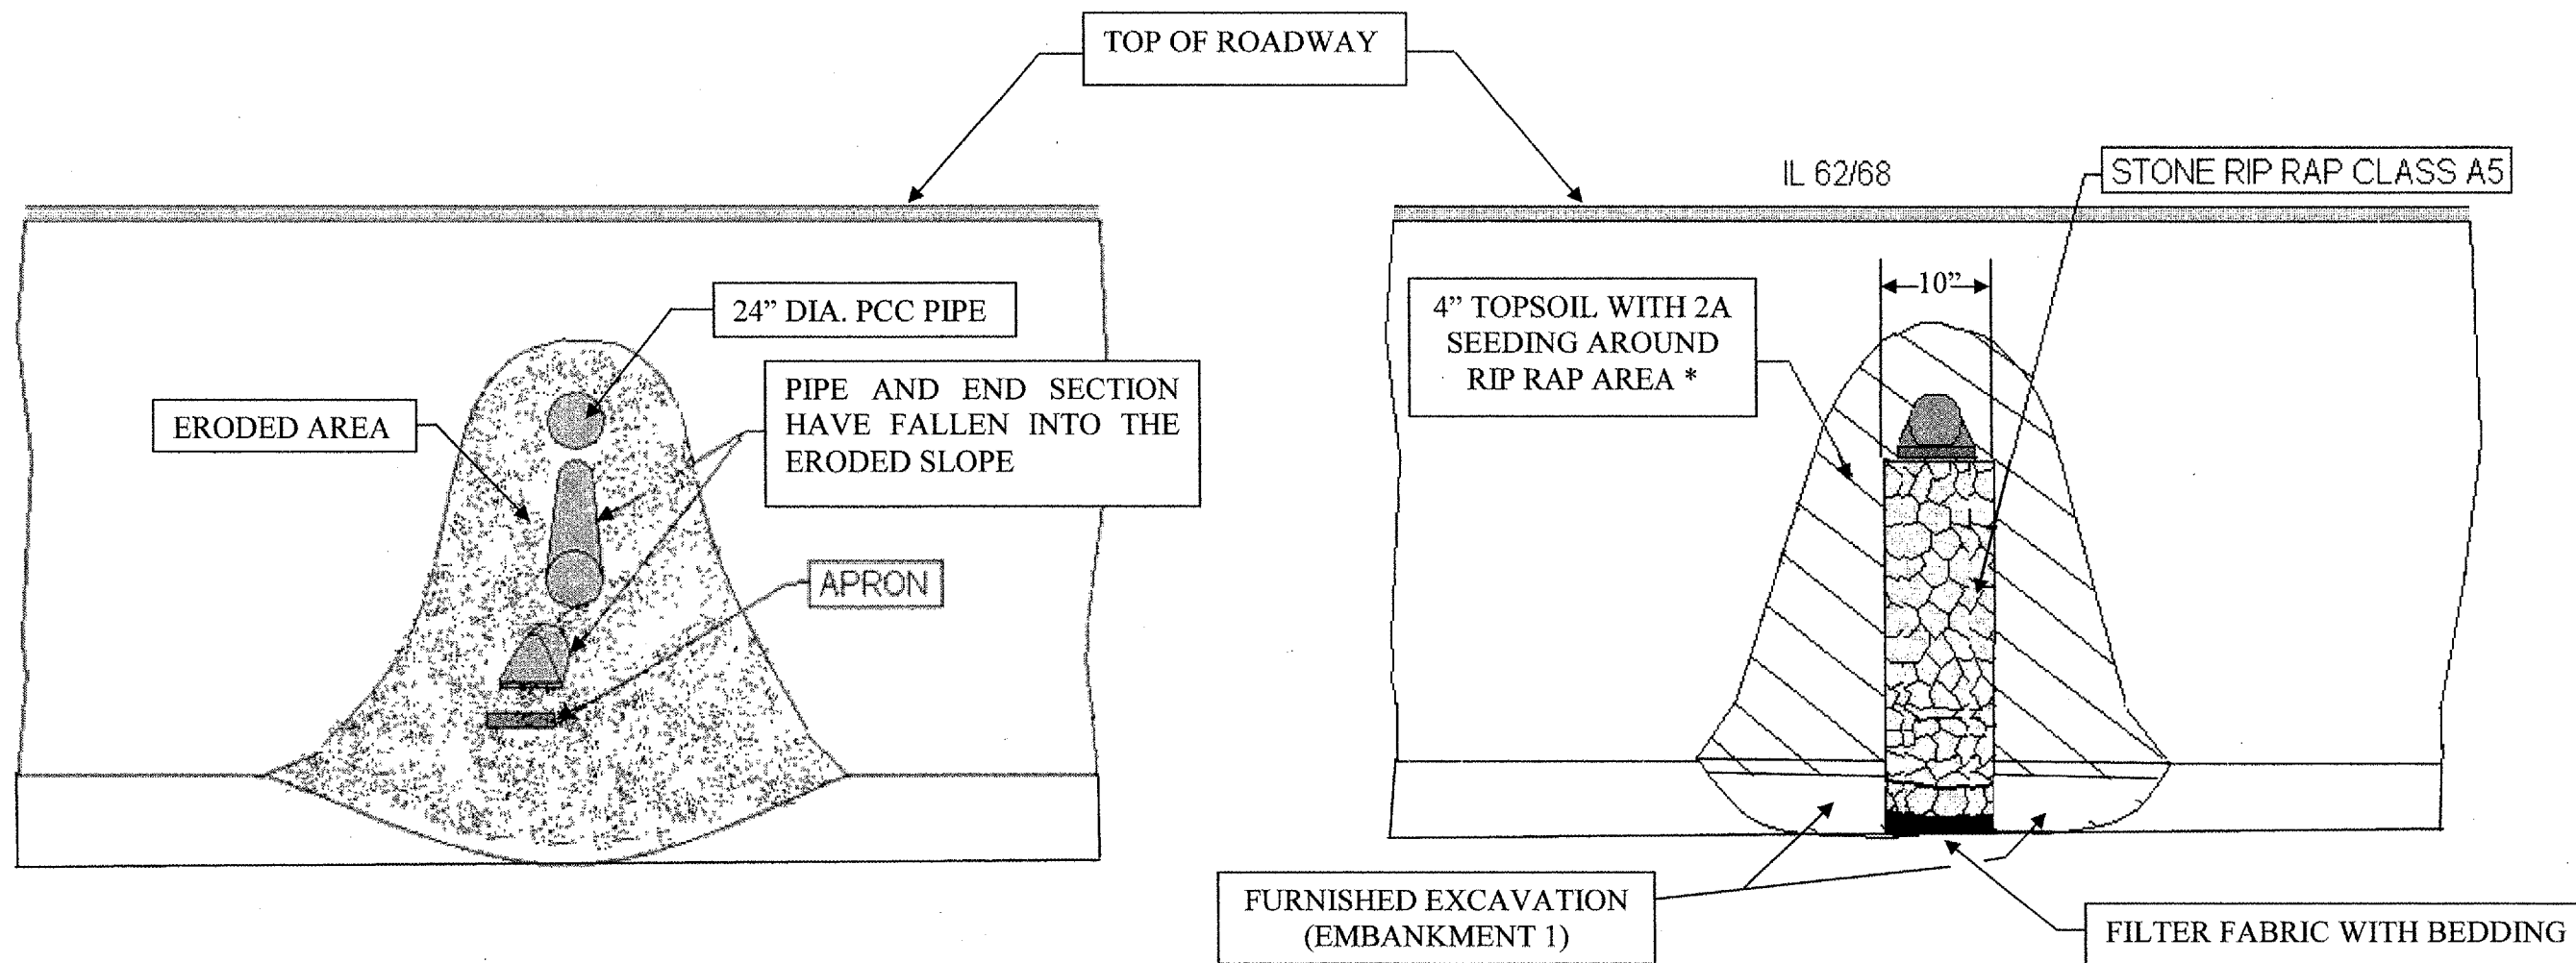 TOP OF ROADWAY
IL 62/68
STONE RIP RAP CLASS A5
24” DIA. PCC PIPE
PIPE AND END SECTION
HAVE FALLEN INTO THE
ERODED SLOPE
ERODED AREA
APRON
10”
4” TOPSOIL WITH 2A
SEEDING AROUND
RIP RAP AREA *
FURNISHED EXCAVATION
(EMBANKMENT 1)
FILTER FABRIC WITH BEDDING